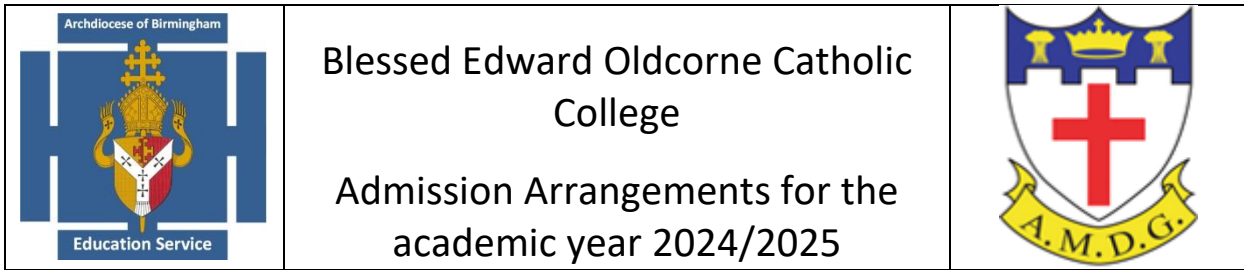 Archdiocese of Birmingham
Education Service
Blessed Edward Oldcorne Catholic
College
Admission Arrangements for the
academic year 2024/2025
A.M.D.G.